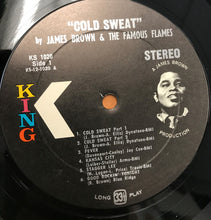 "COLD SWEAT"
by JAMES BROWN & THE FAMOUS FLAMES
KS 1020
Side 1
STEREO
A JAMES BROWN
PRODUCTION
KING
1. COLD SWEAT Part 1
2. COLD SWEAT Part 2
3. FEVER
4. KANSAS CITY
5. STAGGER LEE
6. GOOD ROCKIN' TONIGHT
LONG 33⅓ PLAY